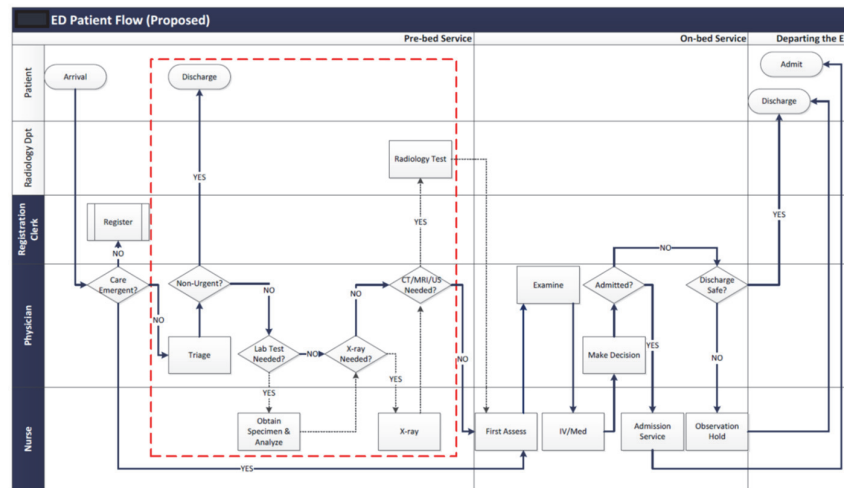 ED Patient Flow (Proposed)
Pre-bed Service
On-bed Service
Departing the E
Patient
Arrival
Discharge
Admit
Discharge
Radiology Dpt
Radiology Test
YES
YES
Registration
Clerk
Register
NO
YES
NO
Physician
Care
Emergent?
Non-Urgent?
CT/MRI/US
Needed?
Examine
Admitted?
Discharge
Safe?
NO
NO
NO
Triage
Lab Test
Needed?
NO
X-ray
Needed?
Make Decision
YES
YES
YES
NO
NO
Nurse
Obtain
Specimen &
Analyze
X-ray
First Assess
IV/Med
Admission
Service
Observation
Hold
YES